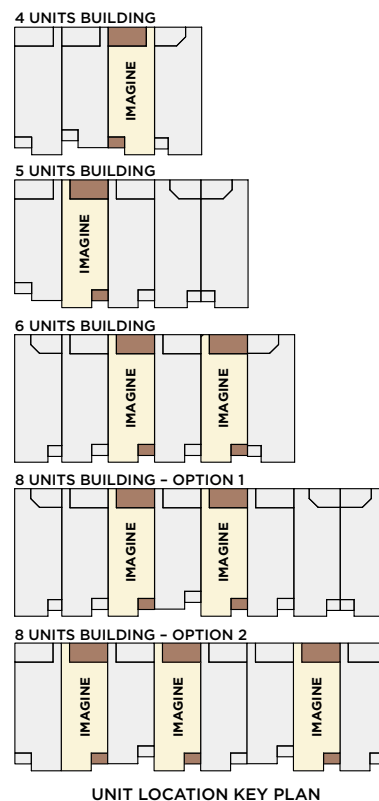 4 UNITS BUILDING
IMAGINE
5 UNITS BUILDING
IMAGINE
6 UNITS BUILDING
IMAGINE
IMAGINE
8 UNITS BUILDING – OPTION 1
IMAGINE
IMAGINE
8 UNITS BUILDING – OPTION 2
IMAGINE
IMAGINE
IMAGINE
UNIT LOCATION KEY PLAN